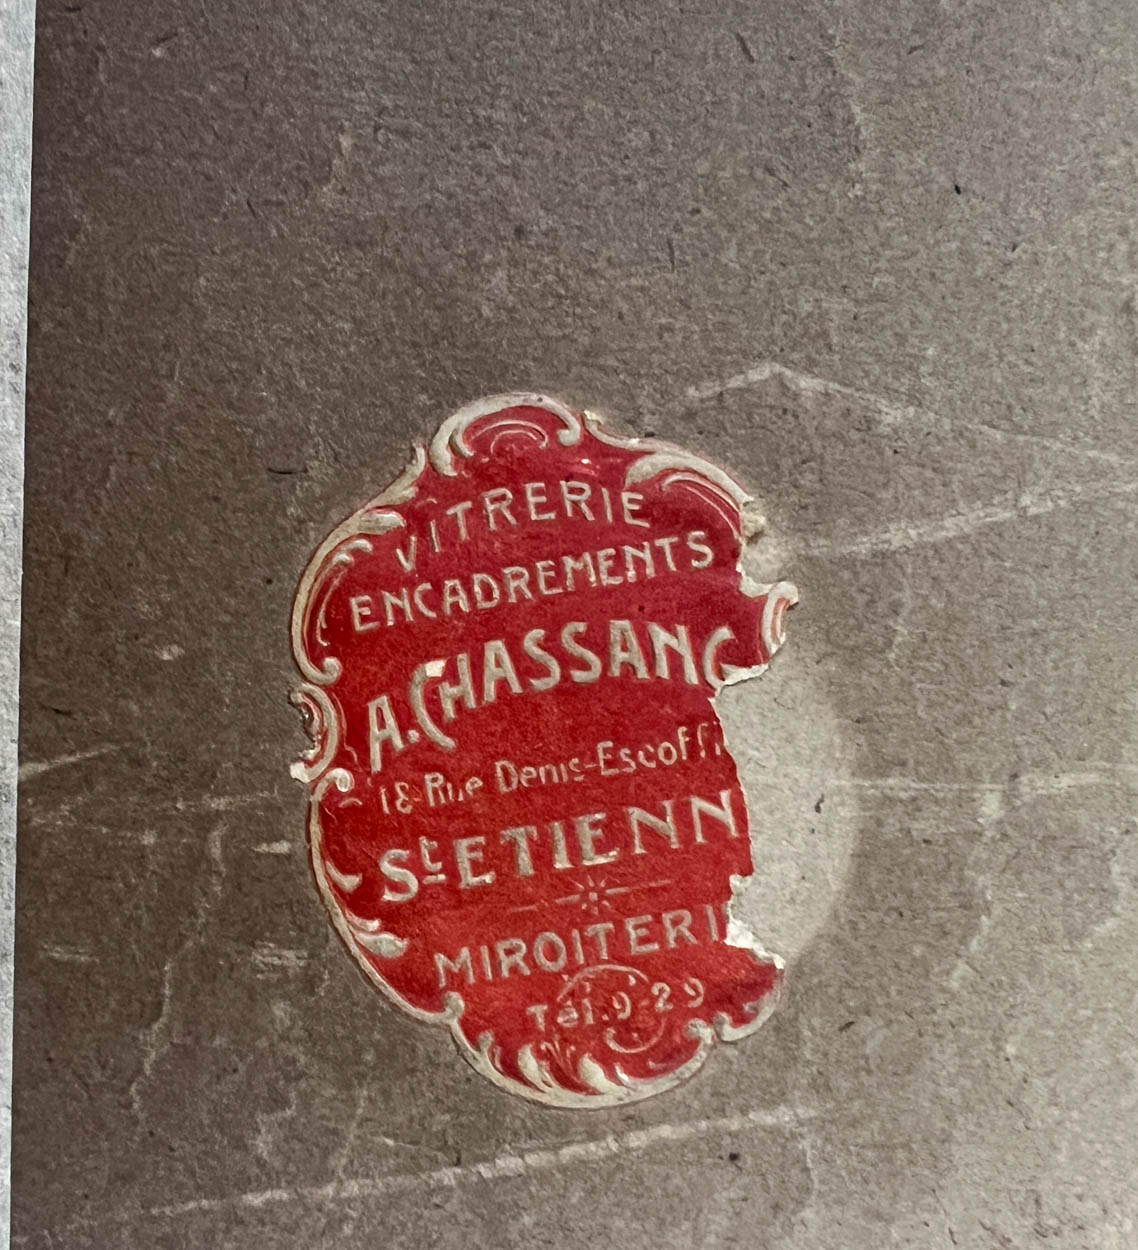 VITRERIE
ENCADREMENTS
A. CHASSANG
18-Rue Denis-Escoffi
St ETIENN
MIROITERI
Tél. 9-29